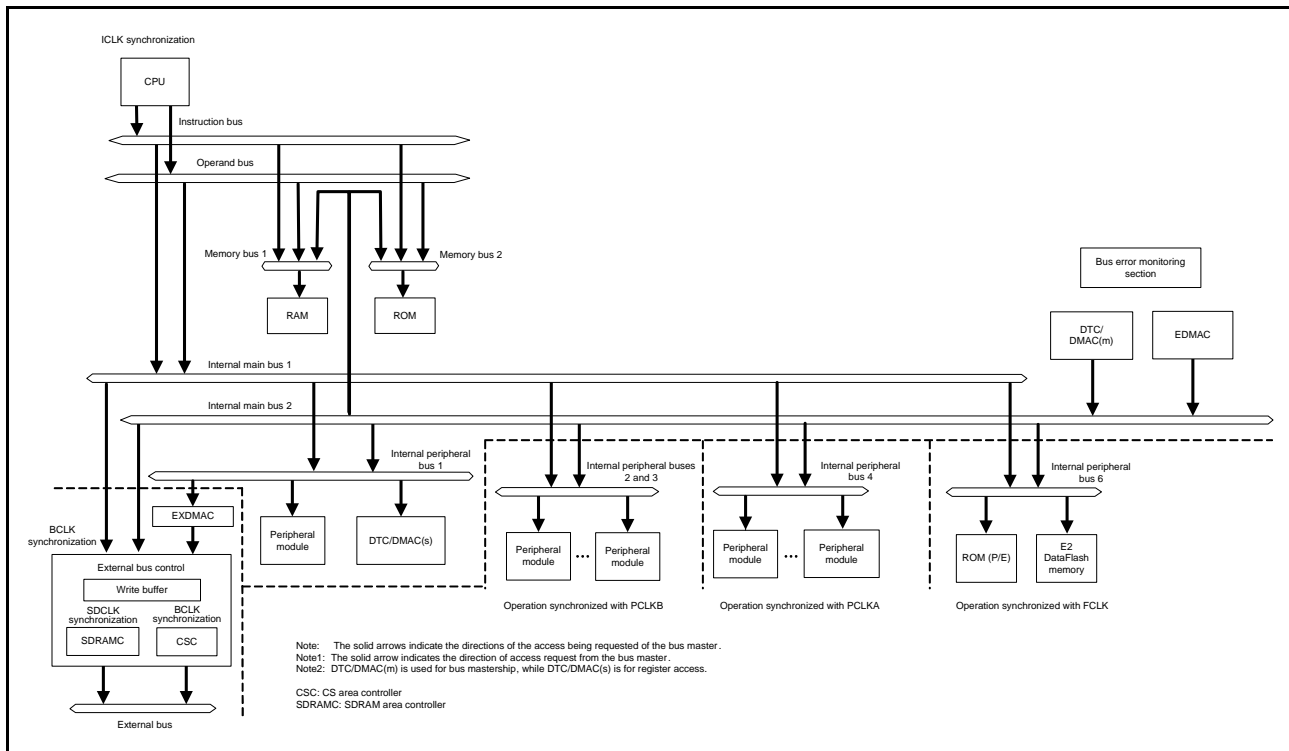 ICLK synchronization
CPU
Instruction bus
Operand bus
Memory bus 1
Memory bus 2
RAM
ROM
Bus error monitoring
section
DTC/
DMAC(m)
EDMAC
Internal main bus 1
Internal main bus 2
Internal peripheral
bus 1
Internal peripheral buses
2 and 3
Internal peripheral
bus 4
Internal peripheral
bus 6
BCLK
synchronization
EXDMAC
Peripheral
module
DTC/DMAC(s)
Peripheral
module
...
Peripheral
module
Peripheral
module
...
Peripheral
module
ROM (P/E)
E2
DataFlash
memory
External bus control
Write buffer
SDCLK
synchronization
BCLK
synchronization
SDRAMC
CSC
Operation synchronized with PCLKB
Operation synchronized with PCLKA
Operation synchronized with FCLK
Note: The solid arrows indicate the directions of the access being requested of the bus master.
Note1: The solid arrow indicates the direction of access request from the bus master.
Note2: DTC/DMAC(m) is used for bus mastership, while DTC/DMAC(s) is for register access.
CSC: CS area controller
SDRAMC: SDRAM area controller
External bus